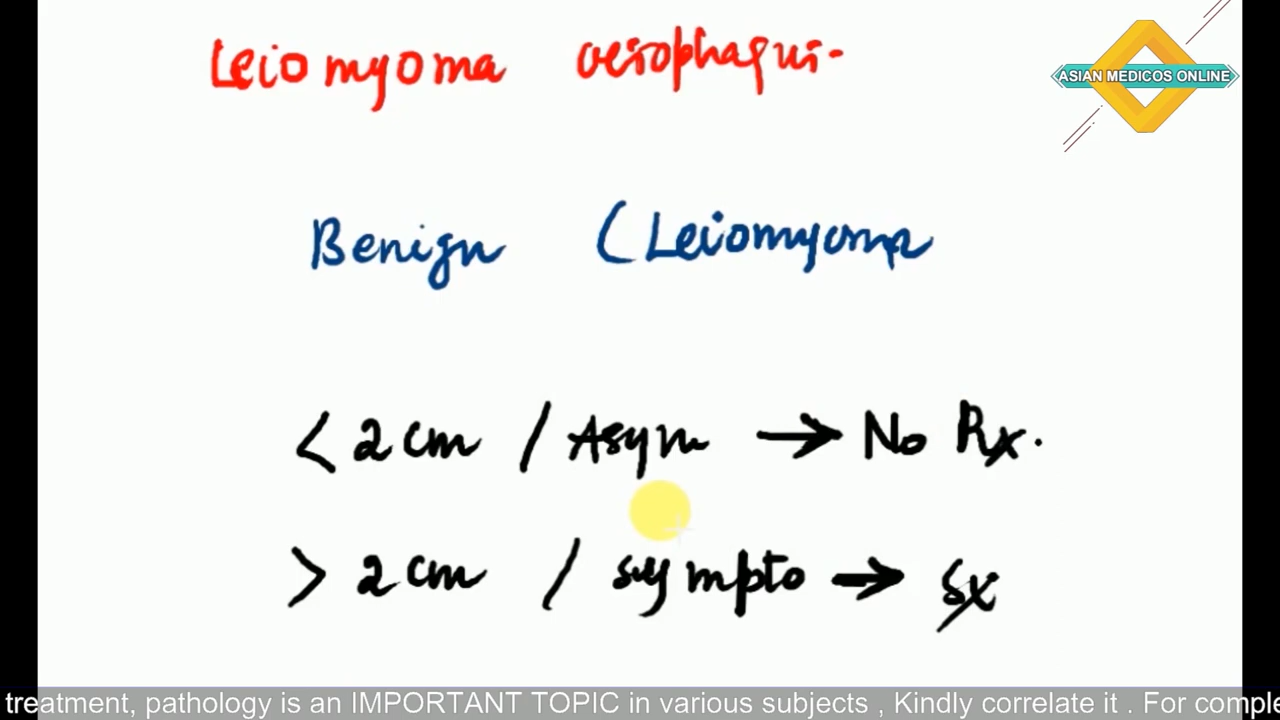 Leiomyoma oesophagus-
ASIAN MEDICOS ONLINE
Benign (Leiomyoma
< 2 cm / Asym → No Rx.
> 2 cm / sympto → Sx
treatment, pathology is an IMPORTANT TOPIC in various subjects , Kindly correlate it . For comple